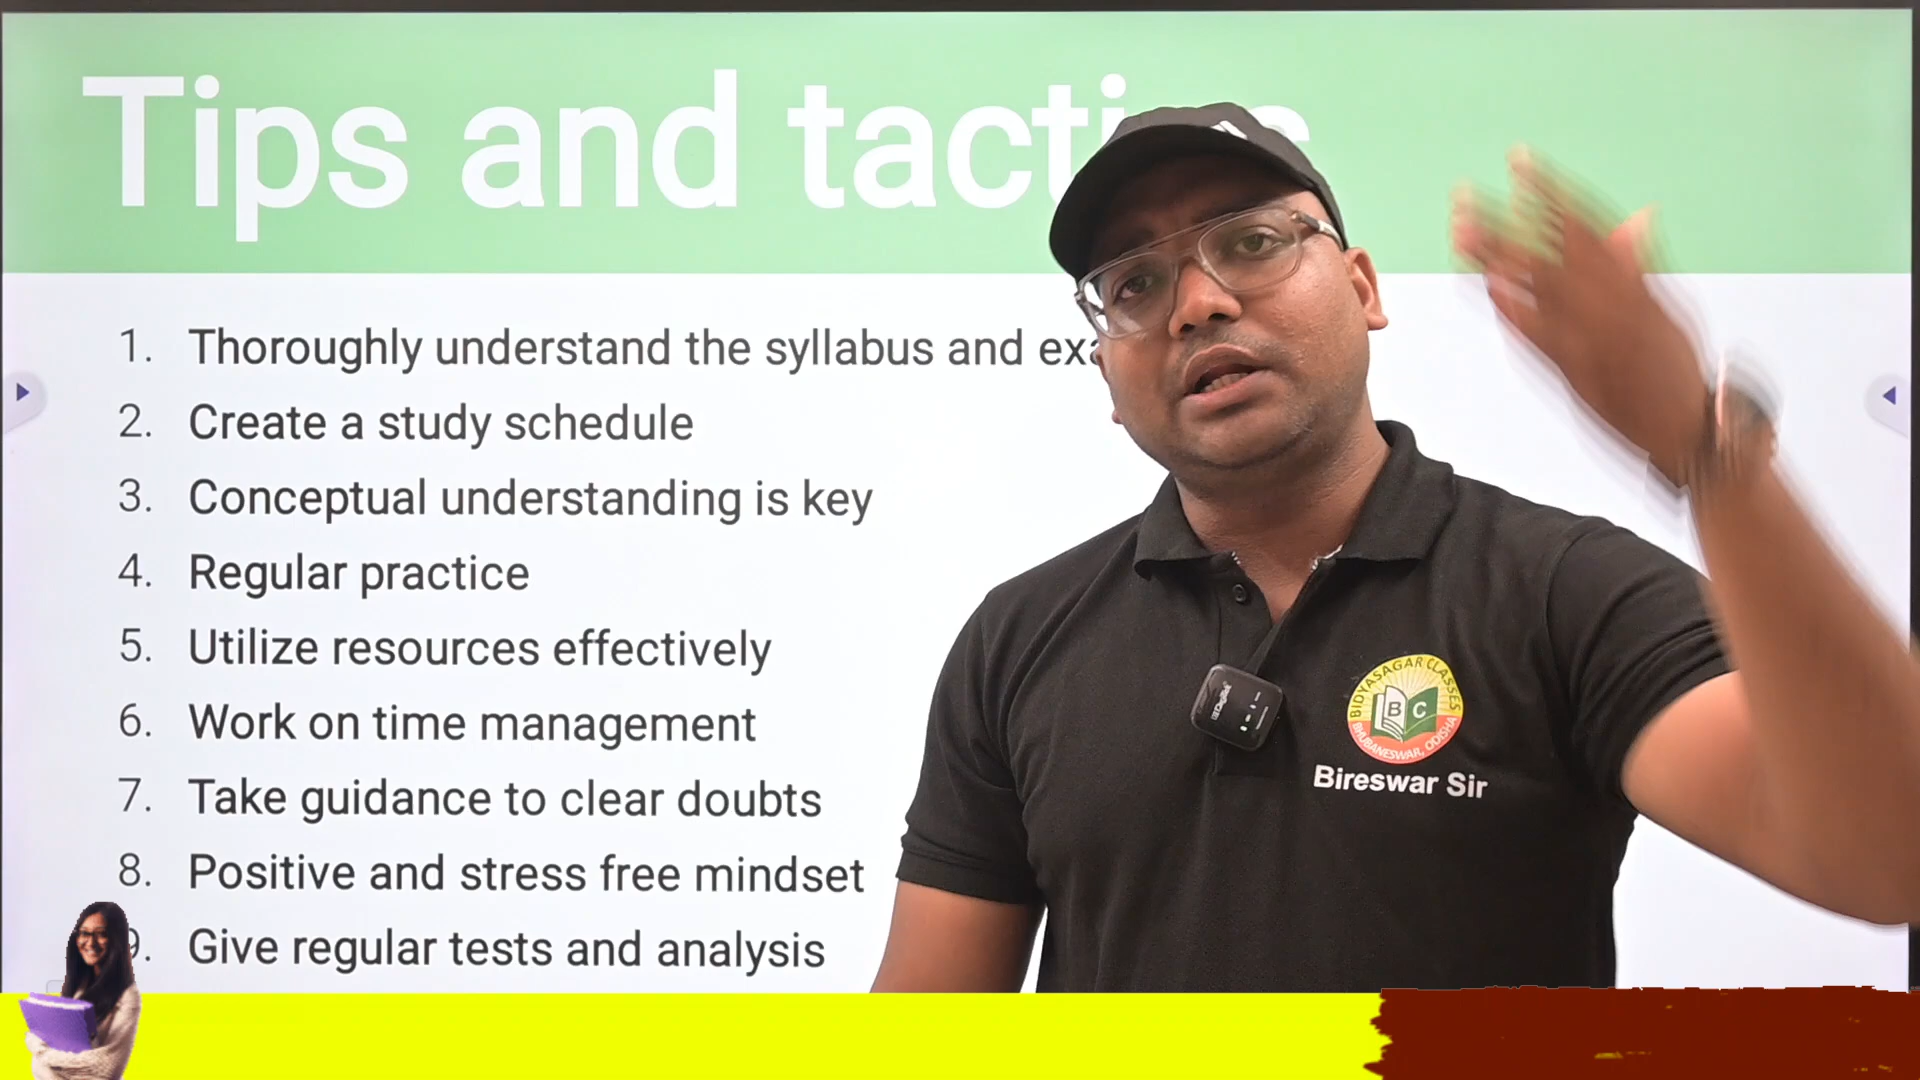 Tips and
1. Thoroughly understand the syllabus and
2. Create a study schedule
3. Conceptual understanding is key
4. Regular practice
5. Utilize resources effectively
6. Work on time management
7. Take guidance to clear doubts
8. Positive and stress free mindset
9. Give regular tests and analysis
BIDYASAGAR CLASSES
BC
BHUBANESWAR, ODISHA
Bireswar Sir